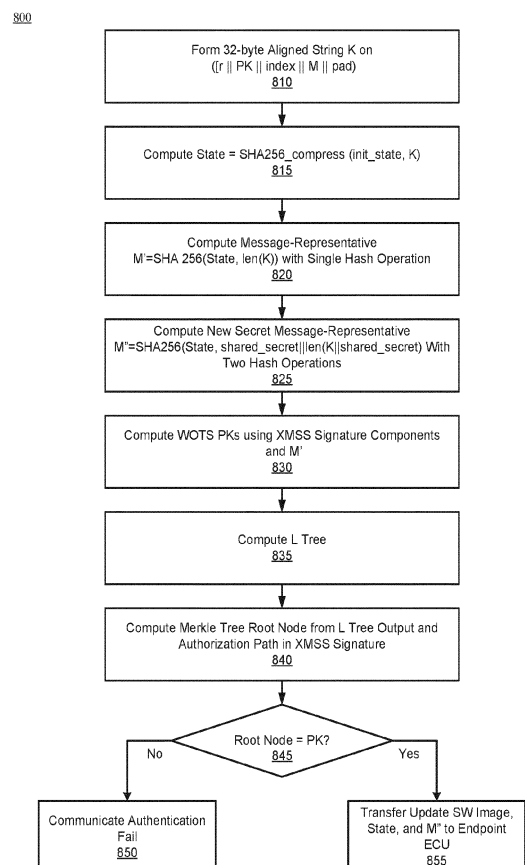 800
Form 32-byte Aligned String K on
([r || PK || index || M || pad)
810
Compute State = SHA256_compress (init_state, K)
815
Compute Message-Representative
M'=SHA 256(State, len(K)) with Single Hash Operation
820
Compute New Secret Message-Representative
M"=SHA256(State, shared_secret||len(K||shared_secret) With
Two Hash Operations
825
Compute WOTS PKs using XMSS Signature Components
and M'
830
Compute L Tree
835
Compute Merkle Tree Root Node from L Tree Output and
Authorization Path in XMSS Signature
840
Root Node = PK?
845
No
Yes
Communicate Authentication
Fail
850
Transfer Update SW Image,
State, and M" to Endpoint
ECU
855